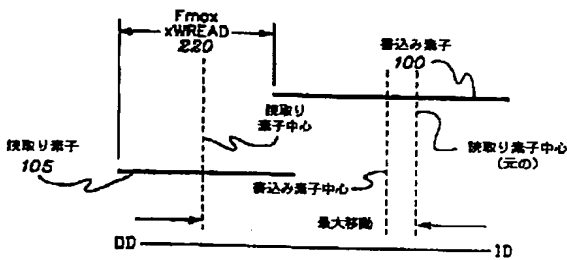 Fmax
xWREAD
220
書込み素子
100
読取り
素子中心
読取り素子
105
読取り素子中心
(元の)
書込み素子中心
最大移動
OD
ID